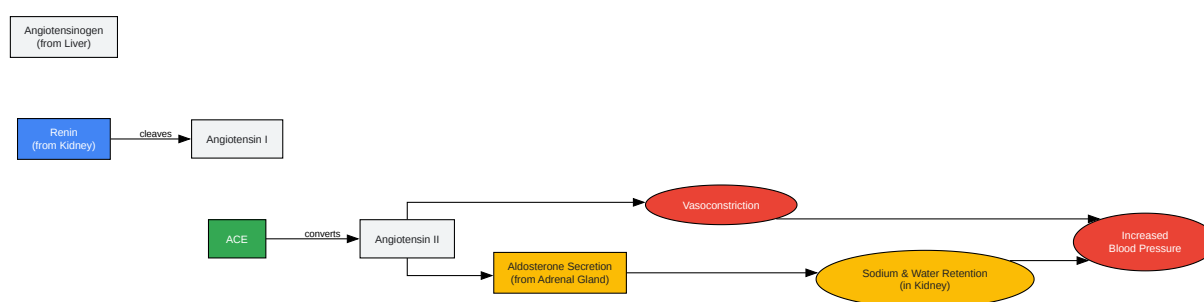 Angiotensinogen
(from Liver)
Renin
(from Kidney)
cleaves
Angiotensin I
ACE
converts
Angiotensin II
Vasoconstriction
Aldosterone Secretion
(from Adrenal Gland)
Sodium & Water Retention
(in Kidney)
Increased
Blood Pressure